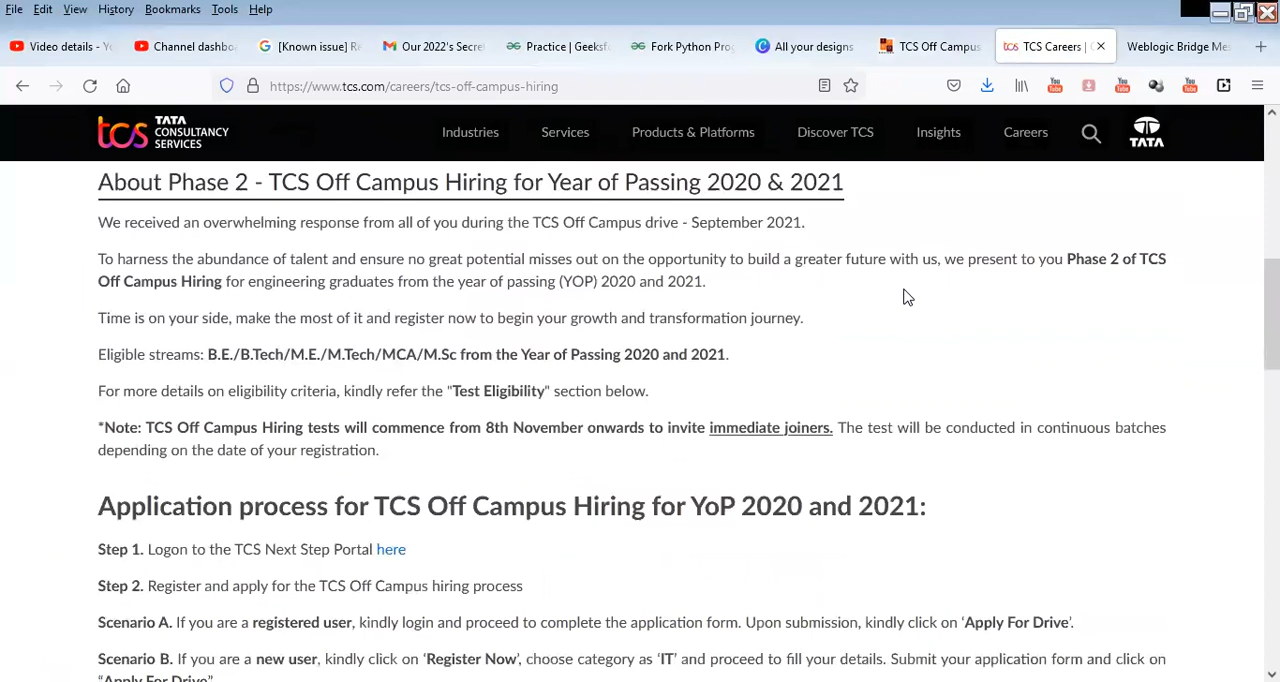 File Edit View History Bookmarks Tools Help
Video details - Y
Channel dashbo
[Known issue] Re
Our 2022's Secre
Practice | Geeksf
Fork Python Pro
All your designs
TCS Off Campus
tcs TCS Careers |
Weblogic Bridge Me
https://www.tcs.com/careers/tcs-off-campus-hiring
tcs TATA CONSULTANCY SERVICES
Industries Services Products & Platforms Discover TCS Insights Careers
TATA
About Phase 2 - TCS Off Campus Hiring for Year of Passing 2020 & 2021
We received an overwhelming response from all of you during the TCS Off Campus drive - September 2021.
To harness the abundance of talent and ensure no great potential misses out on the opportunity to build a greater future with us, we present to you Phase 2 of TCS
Off Campus Hiring for engineering graduates from the year of passing (YOP) 2020 and 2021.
Time is on your side, make the most of it and register now to begin your growth and transformation journey.
Eligible streams: B.E./B.Tech/M.E./M.Tech/MCA/M.Sc from the Year of Passing 2020 and 2021.
For more details on eligibility criteria, kindly refer the "Test Eligibility" section below.
*Note: TCS Off Campus Hiring tests will commence from 8th November onwards to invite immediate joiners. The test will be conducted in continuous batches
depending on the date of your registration.
Application process for TCS Off Campus Hiring for YoP 2020 and 2021:
Step 1. Logon to the TCS Next Step Portal here
Step 2. Register and apply for the TCS Off Campus hiring process
Scenario A. If you are a registered user, kindly login and proceed to complete the application form. Upon submission, kindly click on ‘Apply For Drive’.
Scenario B. If you are a new user, kindly click on ‘Register Now’, choose category as ‘IT’ and proceed to fill your details. Submit your application form and click on
“Apply For Drive”